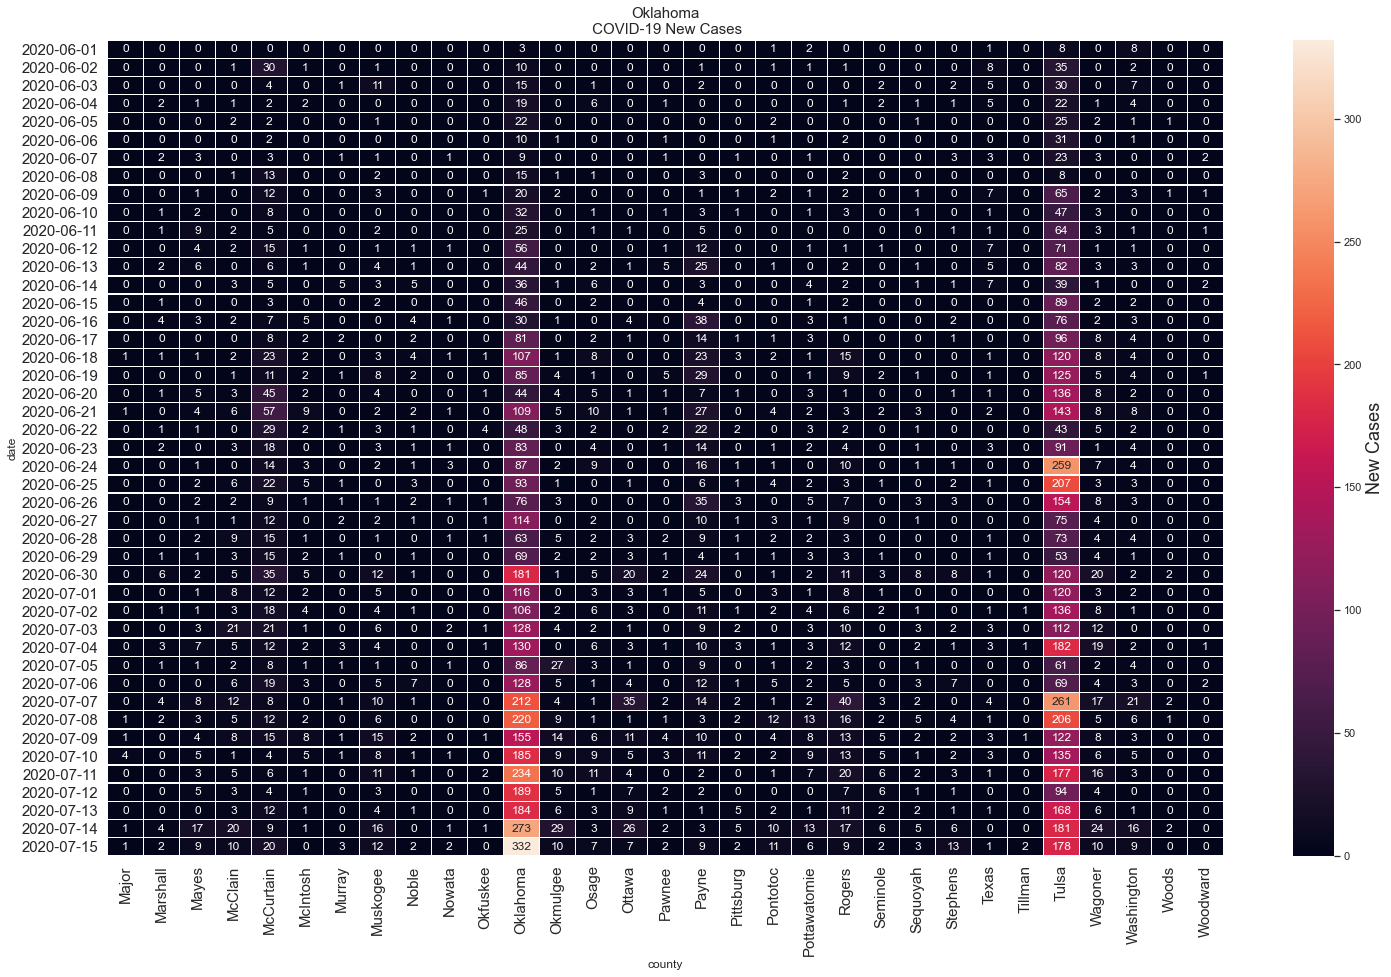 Oklahoma
COVID-19 New Cases
2020-06-01 0 0 0 0 0 0 0 0 0 0 0 3 0 0 0 0 0 0 1 2 0 0 0 0 1 0 8 0 8 0 0
2020-06-02 0 0 0 1 30 1 0 1 0 0 0 10 0 0 0 0 1 0 1 1 1 0 0 0 8 0 35 0 2 0 0
2020-06-03 0 0 0 0 4 0 1 11 0 0 0 15 0 1 0 0 2 0 0 0 0 2 0 2 5 0 30 0 7 0 0
2020-06-04 0 2 1 1 2 2 0 0 0 0 0 19 0 6 0 1 0 0 0 0 1 2 1 1 5 0 22 1 4 0 0
2020-06-05 0 0 0 2 2 0 0 1 0 0 0 22 0 0 0 0 0 0 2 0 0 0 1 0 0 0 25 2 1 1 0
2020-06-06 0 0 0 0 2 0 0 0 0 0 0 10 1 0 0 1 0 0 1 0 2 0 0 0 0 0 31 0 1 0 0
2020-06-07 0 2 3 0 3 0 1 1 0 1 0 9 0 0 0 1 0 1 0 1 0 0 0 3 3 0 23 3 0 0 2
2020-06-08 0 0 0 1 13 0 0 2 0 0 0 15 1 1 0 0 3 0 0 0 2 0 0 0 0 0 8 0 0 0 0
2020-06-09 0 0 1 0 12 0 0 3 0 0 1 20 2 0 0 0 1 1 2 1 2 0 1 0 7 0 65 2 3 1 1
2020-06-10 0 1 2 0 8 0 0 0 0 0 0 32 0 1 0 1 3 1 0 1 3 0 1 0 1 0 47 3 0 0 0
2020-06-11 0 1 9 2 5 0 0 2 0 0 0 25 0 1 1 0 5 0 0 0 0 0 0 1 1 0 64 3 1 0 1
2020-06-12 0 0 4 2 15 1 0 1 1 1 0 56 0 0 0 1 12 0 0 1 1 1 0 0 7 0 71 1 1 0 0
2020-06-13 0 2 6 0 6 1 0 4 1 0 0 44 0 2 1 5 25 0 1 0 2 0 1 0 5 0 82 3 3 0 0
2020-06-14 0 0 0 3 5 0 5 3 5 0 0 36 1 6 0 0 3 0 0 4 2 0 1 1 7 0 39 1 0 0 2
2020-06-15 0 1 0 0 3 0 0 2 0 0 0 46 0 2 0 0 4 0 0 1 2 0 0 0 0 0 89 2 2 0 0
2020-06-16 0 4 3 2 7 5 0 0 4 1 0 30 1 0 4 0 38 0 0 3 1 0 0 2 0 0 76 2 3 0 0
2020-06-17 0 0 0 0 8 2 2 0 2 0 0 81 0 2 1 0 14 1 1 3 0 0 0 1 0 0 96 8 4 0 0
2020-06-18 1 1 1 2 23 2 0 3 4 1 1 107 1 8 0 0 23 3 2 1 15 0 0 0 1 0 120 8 4 0 0
2020-06-19 0 0 0 1 11 2 1 8 2 0 0 85 4 1 0 5 29 0 0 1 9 2 1 0 1 0 125 5 4 0 1
2020-06-20 0 1 5 3 45 2 0 4 0 0 1 44 4 5 1 1 7 1 0 3 1 0 0 1 1 0 136 8 2 0 0
2020-06-21 1 0 4 6 57 9 0 2 2 1 0 109 5 10 1 1 27 0 4 2 3 2 3 0 2 0 143 8 8 0 0
2020-06-22 0 1 1 0 29 2 1 3 1 0 4 48 3 2 0 2 22 2 0 3 2 0 1 0 0 0 43 5 2 0 0
2020-06-23 0 2 0 3 18 0 0 3 1 1 0 83 0 4 0 1 14 0 1 2 4 0 1 0 3 0 91 1 4 0 0
2020-06-24 0 0 1 0 14 3 0 2 1 3 0 87 2 9 0 0 16 1 1 0 10 0 1 1 0 0 259 7 4 0 0
2020-06-25 0 0 2 6 22 5 1 0 3 0 0 93 1 0 1 0 6 1 4 2 3 1 0 2 1 0 207 3 3 0 0
2020-06-26 0 0 2 2 9 1 1 1 2 1 1 76 3 0 0 0 35 3 0 5 7 0 3 3 0 0 154 8 3 0 0
2020-06-27 0 0 1 1 12 0 2 2 1 0 1 114 0 2 0 0 10 1 3 1 9 1 0 0 0 0 75 4 0 0 0
2020-06-28 0 0 2 9 15 1 0 1 0 1 1 63 5 2 3 2 9 1 2 2 3 0 0 0 1 0 73 4 4 0 0
2020-06-29 0 1 1 3 15 2 1 0 1 0 0 69 2 2 3 1 4 1 1 3 3 1 0 0 1 0 53 4 1 0 0
2020-06-30 0 6 2 5 35 5 0 12 1 0 0 181 1 5 20 2 24 0 1 2 11 3 8 8 1 0 120 20 2 2 0
2020-07-01 0 0 1 8 12 2 0 5 0 0 0 116 0 3 3 1 5 0 3 1 8 1 0 0 0 0 120 3 2 0 0
2020-07-02 0 1 1 3 18 4 0 4 1 0 0 106 2 6 3 0 11 1 2 4 6 2 1 0 1 1 136 8 1 0 0
2020-07-03 0 0 3 21 21 1 0 6 0 2 1 128 4 2 1 0 9 2 0 3 10 0 3 2 3 0 112 12 0 0 0
2020-07-04 0 3 7 5 12 2 3 4 0 0 1 130 0 6 3 1 10 3 1 3 12 0 2 1 3 1 182 19 2 0 1
2020-07-05 0 1 1 2 8 1 1 1 0 1 0 86 27 3 1 0 9 0 1 2 3 0 1 0 0 0 61 2 4 0 0
2020-07-06 0 0 0 6 19 3 0 5 7 0 0 128 5 1 4 0 12 1 5 2 5 0 3 7 0 0 69 4 3 0 2
2020-07-07 0 4 8 12 8 0 1 10 1 0 0 212 4 1 35 2 14 2 1 2 40 3 2 0 4 0 261 17 21 2 0
2020-07-08 1 2 3 5 12 2 0 6 0 0 0 220 9 1 1 1 3 2 12 13 16 2 5 4 1 0 206 5 6 1 0
2020-07-09 1 0 4 8 15 8 1 15 2 0 1 155 14 6 11 4 10 0 4 8 13 5 2 2 3 1 122 8 3 0 0
2020-07-10 4 0 5 1 4 5 1 8 1 1 0 185 9 9 5 3 11 2 2 9 13 5 1 2 3 0 135 6 5 0 0
2020-07-11 0 0 3 5 6 1 0 11 1 0 2 234 10 11 4 0 2 0 1 7 20 6 2 3 1 0 177 16 3 0 0
2020-07-12 0 0 5 3 4 1 0 3 0 0 0 189 5 1 7 2 2 0 0 0 7 6 1 1 0 0 94 4 0 0 0
2020-07-13 0 0 0 3 12 1 0 4 1 0 0 184 6 3 9 1 1 5 2 1 11 2 2 1 1 0 168 6 1 0 0
2020-07-14 1 4 17 20 9 1 0 16 0 1 1 273 29 3 26 2 3 5 10 13 17 6 5 6 0 0 181 24 16 2 0
2020-07-15 1 2 9 10 20 0 3 12 2 2 0 332 10 7 7 2 9 2 11 6 9 2 3 13 1 2 178 10 9 0 0
Major Marshall Mayes McClain McCurtain McIntosh Murray Muskogee Noble Nowata Okfuskee Oklahoma Okmulgee Osage Ottawa Pawnee Payne Pittsburg Pontotoc Pottawatomie Rogers Seminole Sequoyah Stephens Texas Tillman Tulsa Wagoner Washington Woods Woodward
county
date
300
250
200
150
100
50
0
New Cases